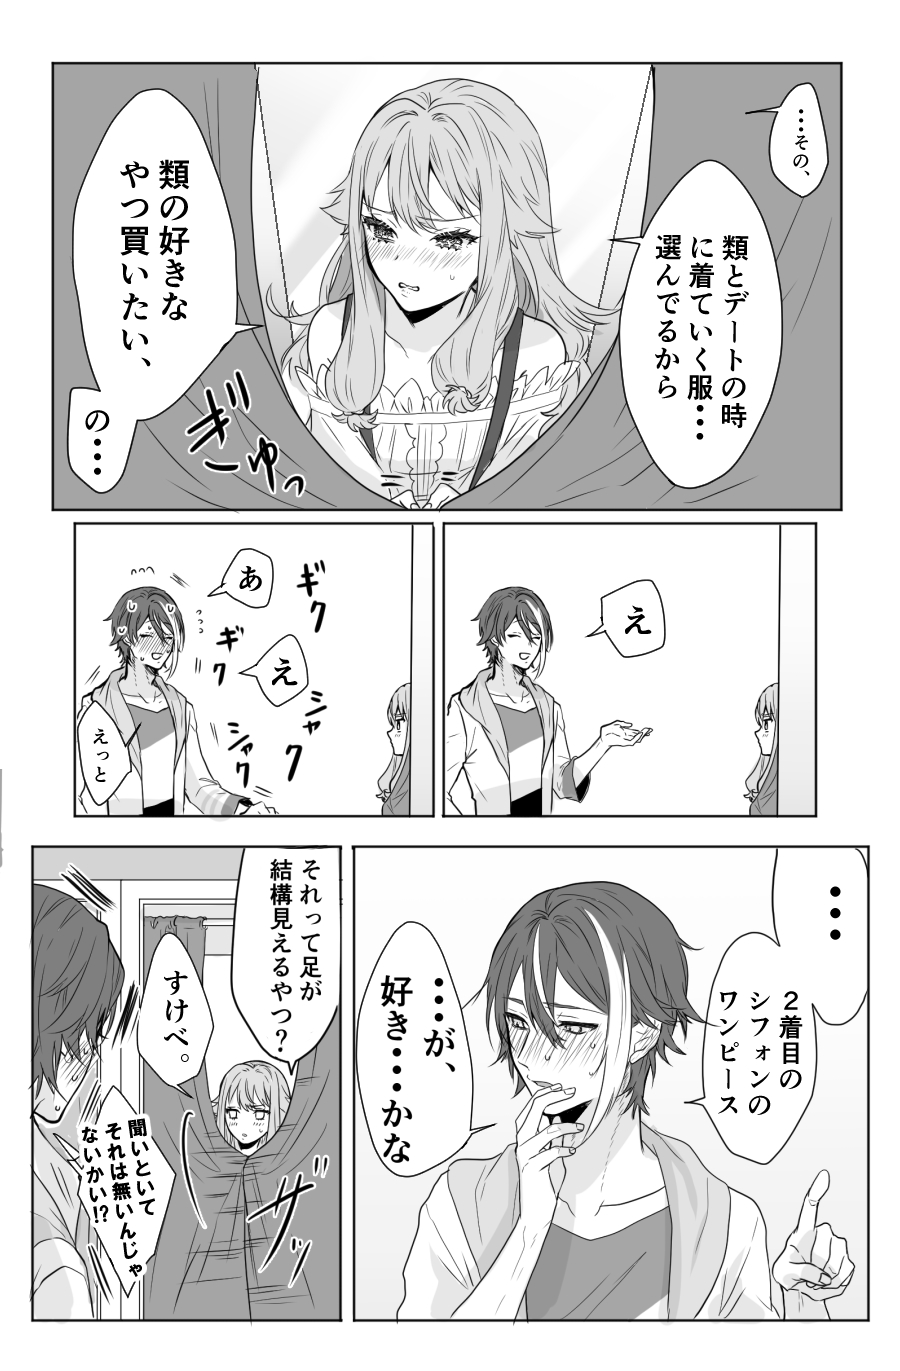 …その、
類とデートの時
に着ていく服…
選んでるから
類の好きな
やつ買いたい、
の…
ぎゅっ
え
あ
え
ギク
ギク
シャク
シャク
えっと
…
2着目の
シフォンの
ワンピース
…が、
好き…かな
それって足が
結構見えるやつ？
すけべ。
ザッ
聞いといて
それは無いんじゃ
ないかい!?